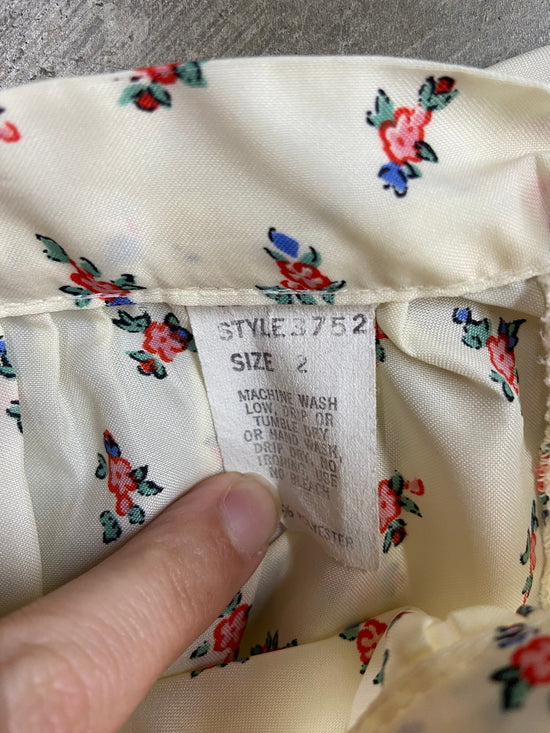 STYLE 3752
SIZE 2
MACHINE WASH
LOW, DRIP OR
TUMBLE DRY
OR HAND WASH,
DRIP DRY, NO
IRONING. USE
NO BLEACH
% POLYESTER